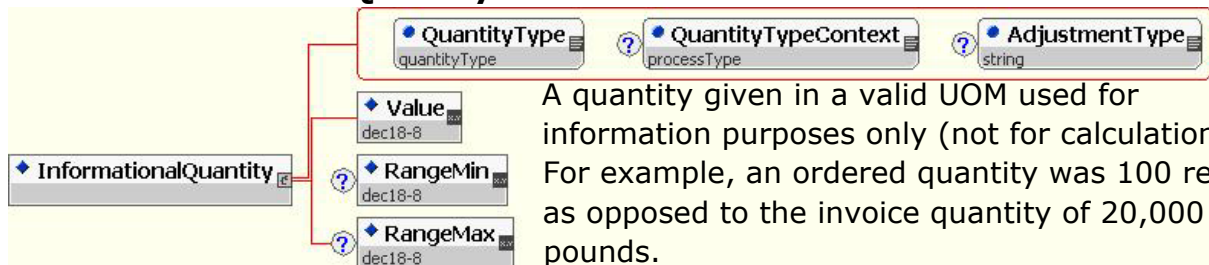 QuantityType
quantityType
? QuantityTypeContext
processType
? AdjustmentType
string
Value
dec18-8
InformationalQuantity
? RangeMin
dec18-8
? RangeMax
dec18-8
A quantity given in a valid UOM used for
information purposes only (not for calculation
For example, an ordered quantity was 100 re
as opposed to the invoice quantity of 20,000
pounds.